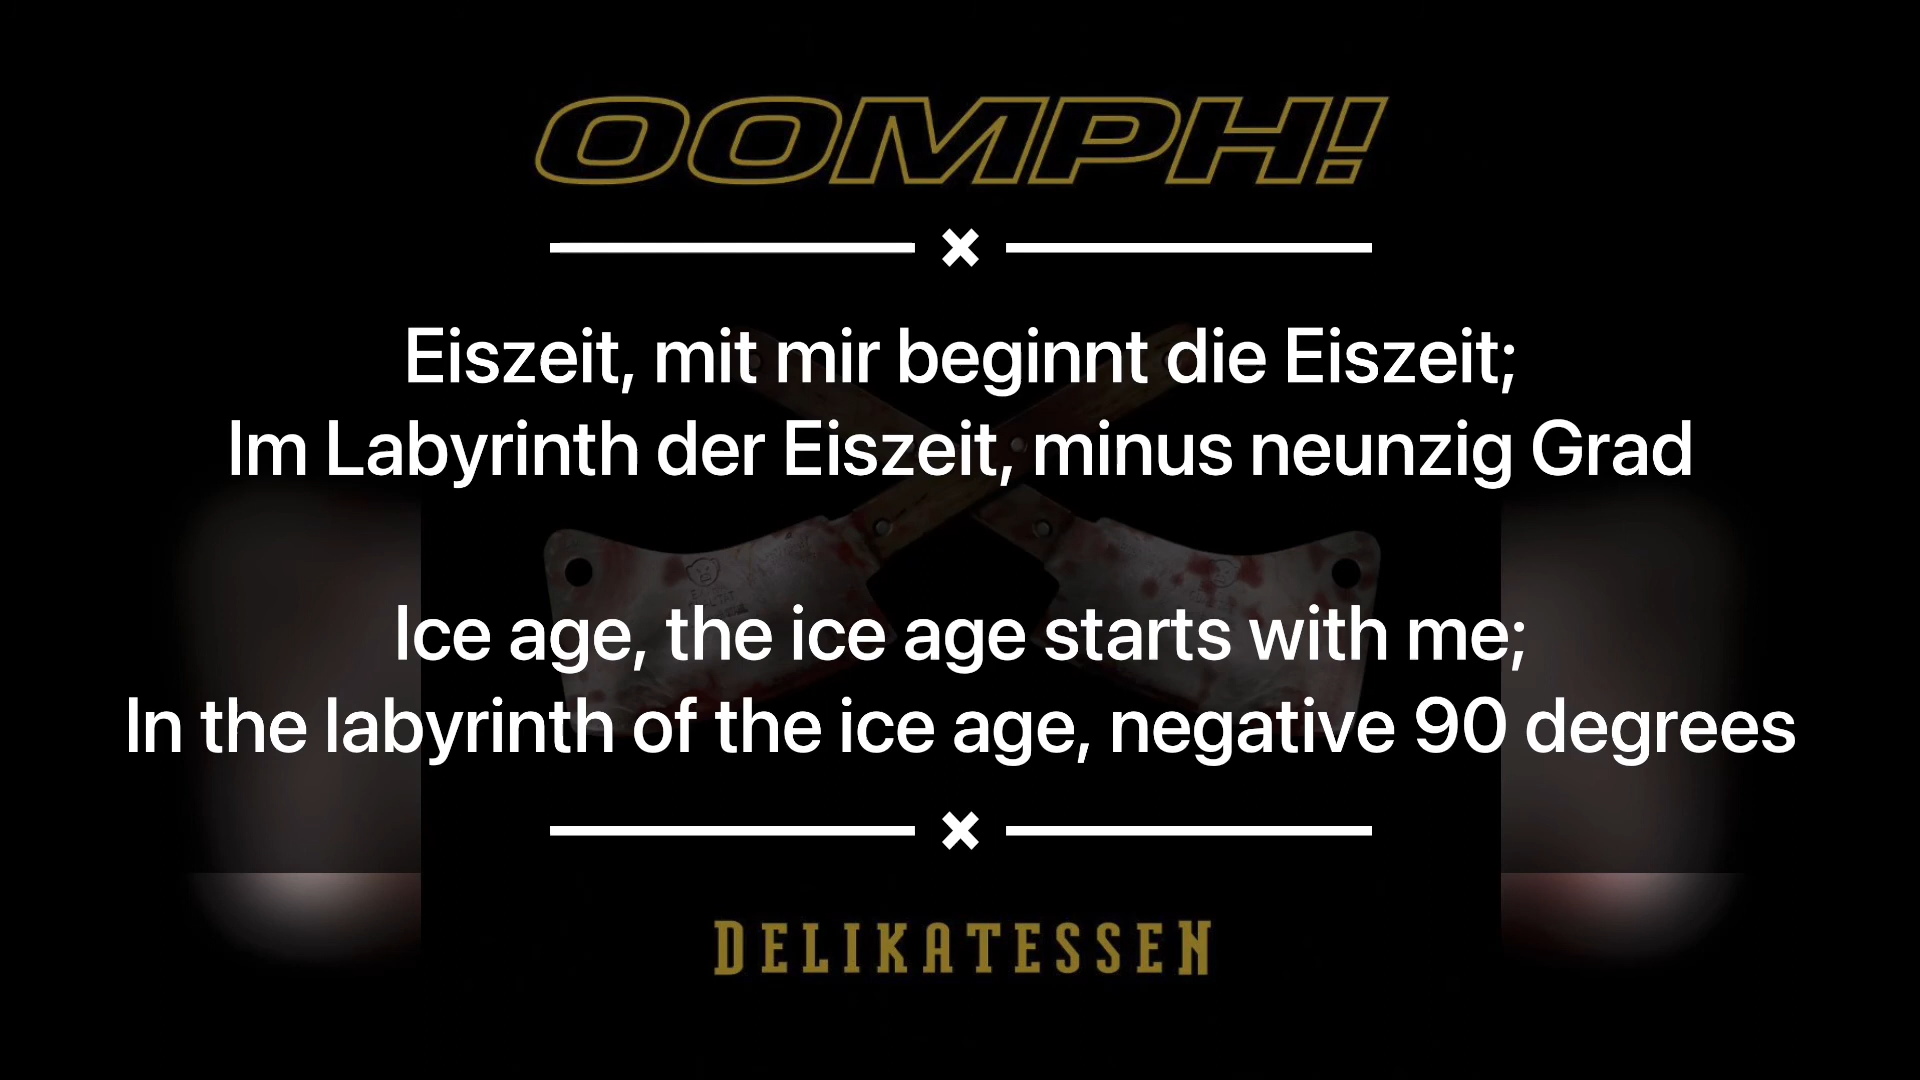 OOMPH!
Eiszeit, mit mir beginnt die Eiszeit;
Im Labyrinth der Eiszeit, minus neunzig Grad
Ice age, the ice age starts with me;
In the labyrinth of the ice age, negative 90 degrees
DELIKATESSEN